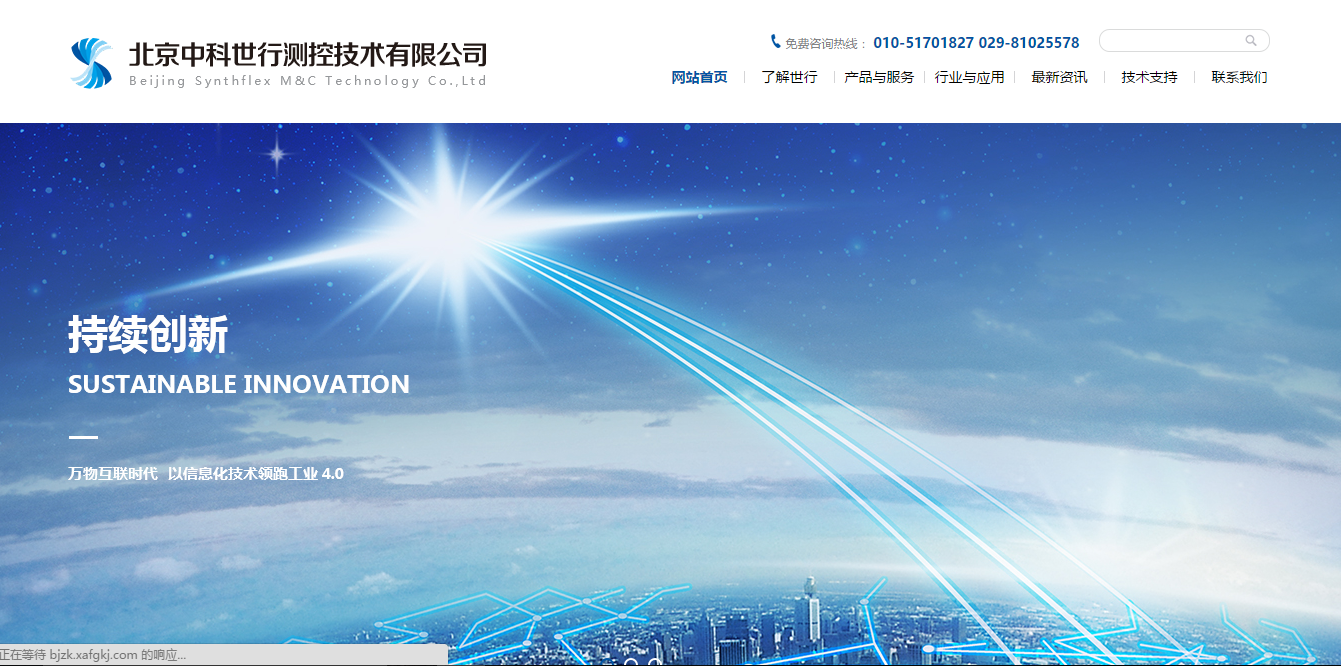 北京中科世行测控技术有限公司
Beijing Synthflex M&C Technology Co.,Ltd
免费咨询热线： 010-51701827 029-81025578
网站首页 了解世行 产品与服务 行业与应用 最新资讯 技术支持 联系我们
持续创新
SUSTAINABLE INNOVATION
万物互联时代 以信息化技术领跑工业 4.0
正在等待 bjzk.xafgkj.com 的响应...